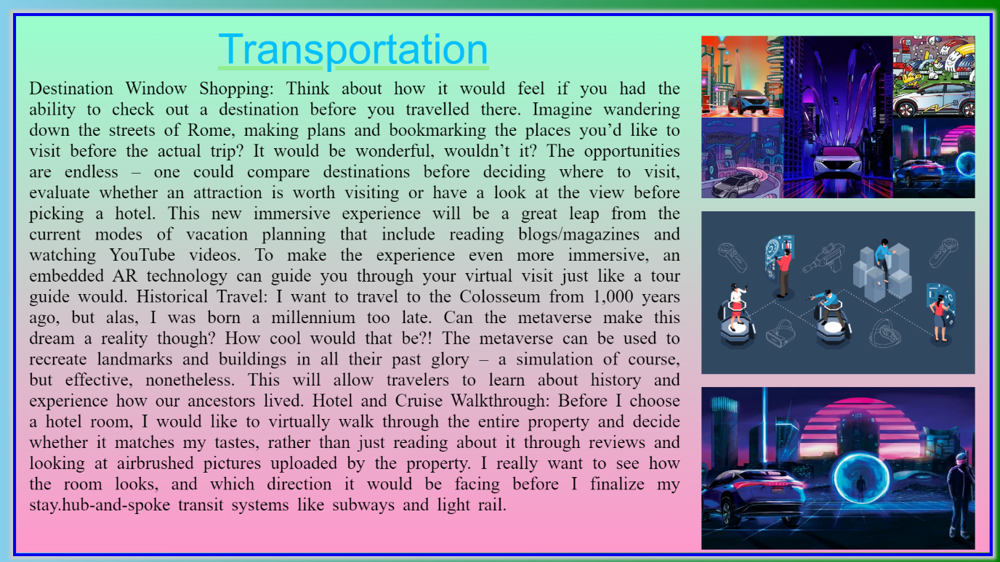 Transportation
Destination Window Shopping: Think about how it would feel if you had the
ability to check out a destination before you travelled there. Imagine wandering
down the streets of Rome, making plans and bookmarking the places you’d like to
visit before the actual trip? It would be wonderful, wouldn’t it? The opportunities
are endless – one could compare destinations before deciding where to visit,
evaluate whether an attraction is worth visiting or have a look at the view before
picking a hotel. This new immersive experience will be a great leap from the
current modes of vacation planning that include reading blogs/magazines and
watching YouTube videos. To make the experience even more immersive, an
embedded AR technology can guide you through your virtual visit just like a tour
guide would. Historical Travel: I want to travel to the Colosseum from 1,000 years
ago, but alas, I was born a millennium too late. Can the metaverse make this
dream a reality though? How cool would that be?! The metaverse can be used to
recreate landmarks and buildings in all their past glory – a simulation of course,
but effective, nonetheless. This will allow travelers to learn about history and
experience how our ancestors lived. Hotel and Cruise Walkthrough: Before I choose
a hotel room, I would like to virtually walk through the entire property and decide
whether it matches my tastes, rather than just reading about it through reviews and
looking at airbrushed pictures uploaded by the property. I really want to see how
the room looks, and which direction it would be facing before I finalize my
stay.hub-and-spoke transit systems like subways and light rail.